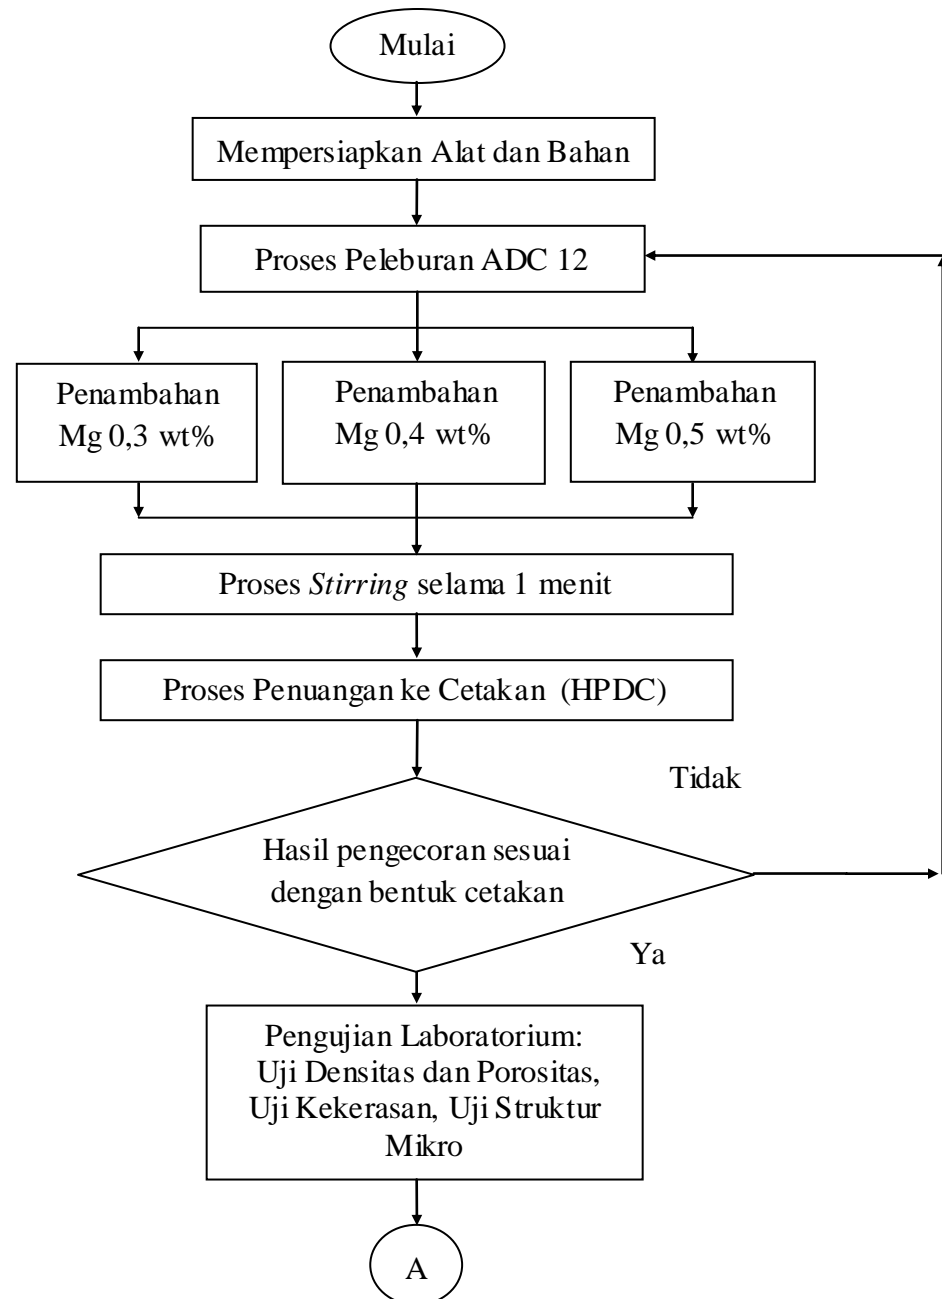 Mulai
Mempersiapkan Alat dan Bahan
Proses Peleburan ADC 12
Penambahan
Mg 0,3 wt%
Penambahan
Mg 0,4 wt%
Penambahan
Mg 0,5 wt%
Proses Stirring selama 1 menit
Proses Penuangan ke Cetakan (HPDC)
Tidak
Hasil pengecoran sesuai
dengan bentuk cetakan
Ya
Pengujian Laboratorium:
Uji Densitas dan Porositas,
Uji Kekerasan, Uji Struktur
Mikro
A